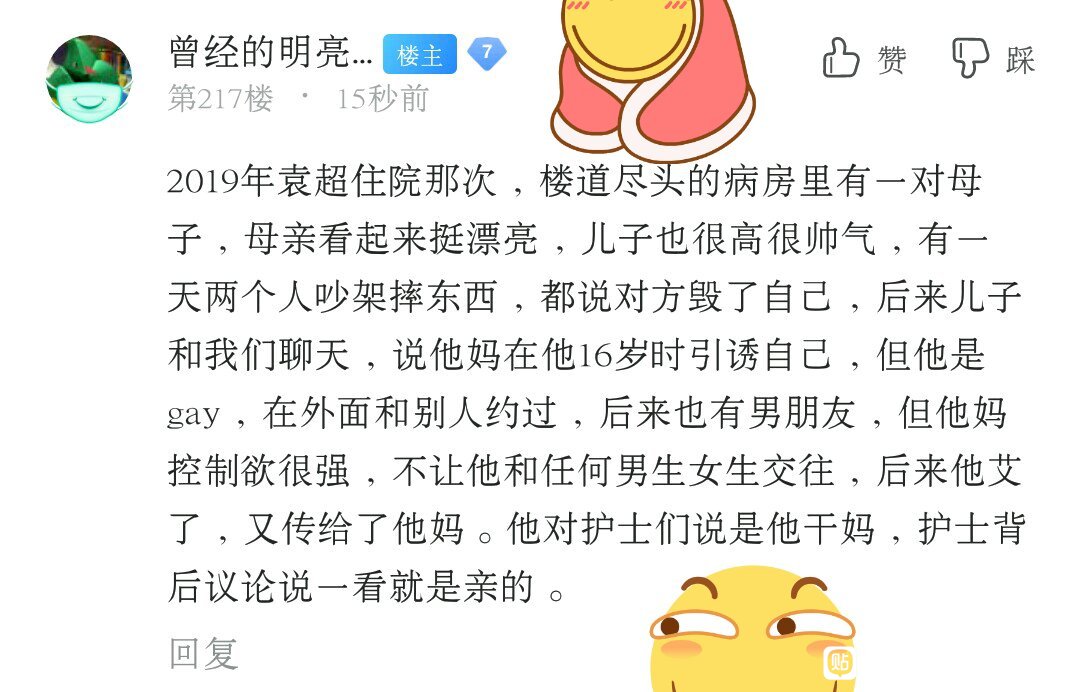 曾经的明亮... 楼主 7
赞 踩
第217楼 · 15秒前
2019年袁超住院那次，楼道尽头的病房里有一对母
子，母亲看起来挺漂亮，儿子也很高很帅气，有一
天两个人吵架摔东西，都说对方毁了自己，后来儿子
和我们聊天，说他妈在他16岁时引诱自己，但他是
gay，在外面和别人约过，后来也有男朋友，但他妈
控制欲很强，不让他和任何男生女生交往，后来他艾
了，又传给了他妈。他对护士们说是他干妈，护士背
后议论说一看就是亲的。
回复
贴